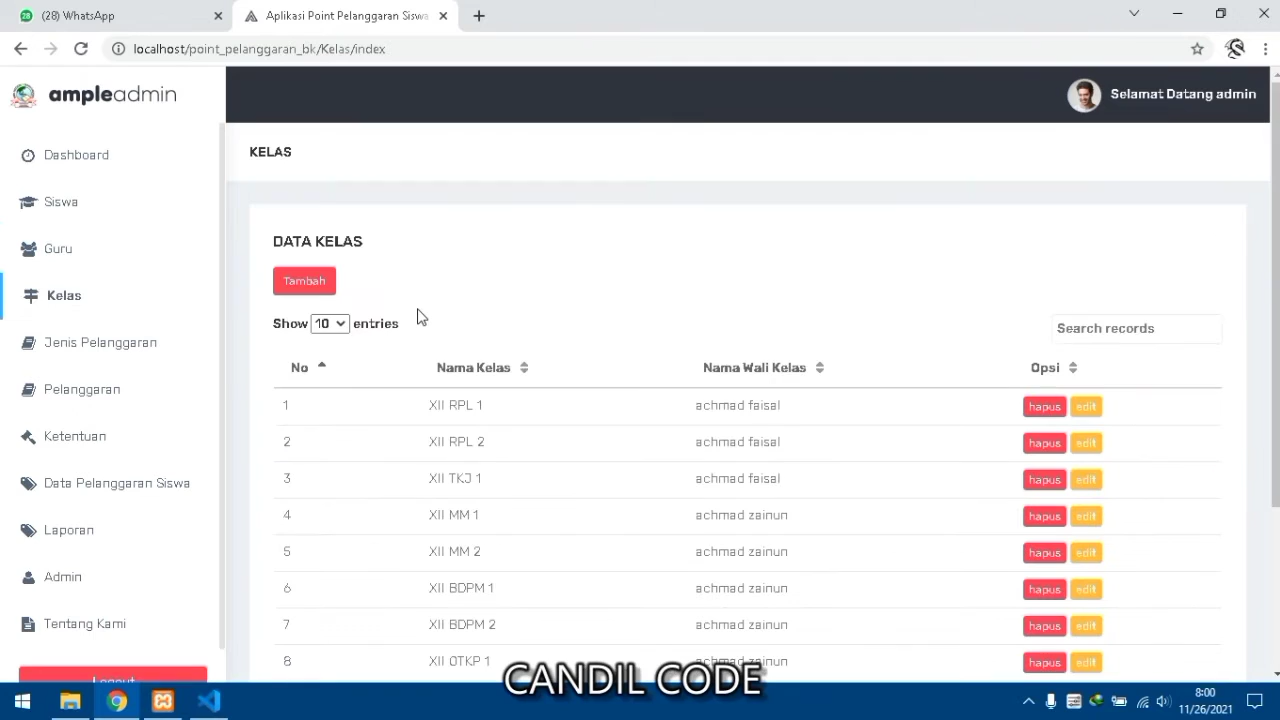 28
(28) WhatsApp
Aplikasi Point Pelanggaran Sisw
localhost/point_pelanggaran_bk/Kelas/index
ampleadmin
Selamat Datang admin
Dashboard
Siswa
Guru
Kelas
Jenis Pelanggaran
Pelanggaran
Ketentuan
Data Pelanggaran Siswa
Laporan
Admin
Tentang Kami
Logout
KELAS
DATA KELAS
Tambah
Show 10 entries
Search records
No Nama Kelas Nama Wali Kelas Opsi
1 XII RPL 1 achmad faisal hapus edit
2 XII RPL 2 achmad faisal hapus edit
3 XII TKJ 1 achmad faisal hapus edit
4 XII MM 1 achmad zainun hapus edit
5 XII MM 2 achmad zainun hapus edit
6 XII BDPM 1 achmad zainun hapus edit
7 XII BDPM 2 achmad zainun hapus edit
8 XII OTKP 1 achmad zainun hapus edit
CANDIL CODE
8:00
11/26/2021